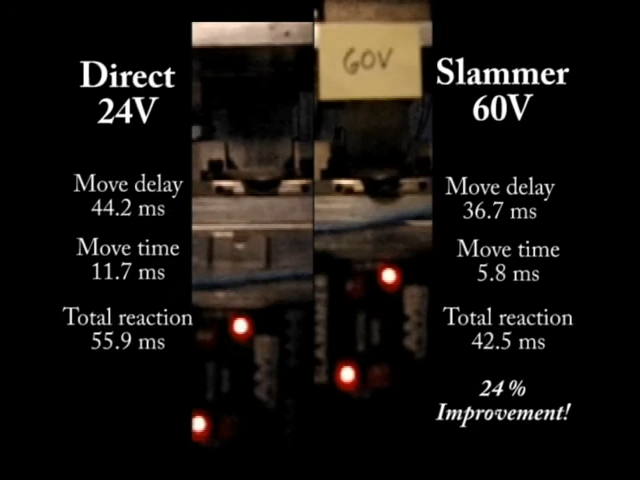 Direct
24V
Move delay
44.2 ms
Move time
11.7 ms
Total reaction
55.9 ms
60V
Slammer
60V
Move delay
36.7 ms
Move time
5.8 ms
Total reaction
42.5 ms
24 %
Improvement!